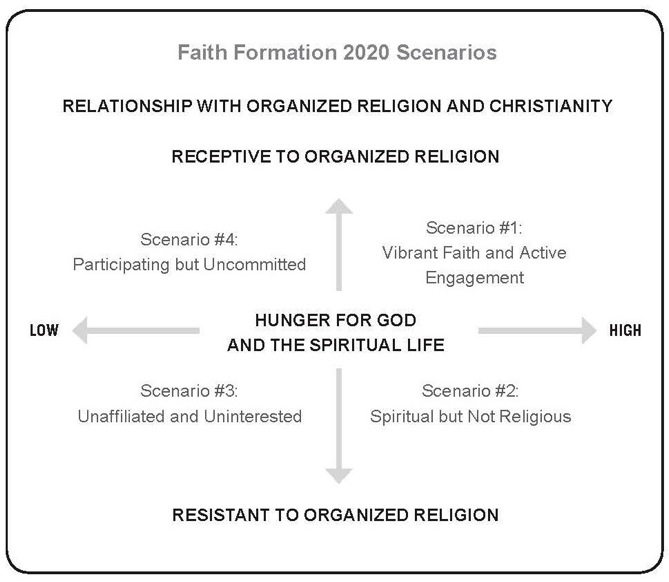 Faith Formation 2020 Scenarios
RELATIONSHIP WITH ORGANIZED RELIGION AND CHRISTIANITY
RECEPTIVE TO ORGANIZED RELIGION
Scenario #4:
Participating but Uncommitted
Scenario #1:
Vibrant Faith and Active
Engagement
LOW
HUNGER FOR GOD
AND THE SPIRITUAL LIFE
HIGH
Scenario #3:
Unaffiliated and Uninterested
Scenario #2:
Spiritual but Not Religious
RESISTANT TO ORGANIZED RELIGION